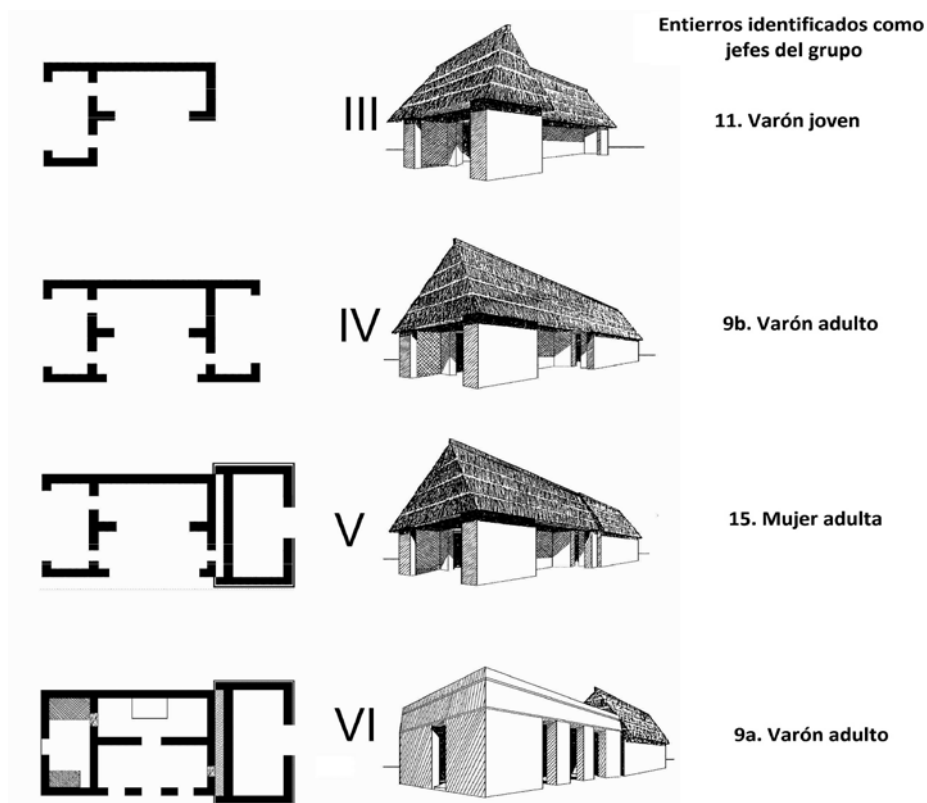 Entierros identificados como
jefes del grupo
III
11. Varón joven
IV
9b. Varón adulto
V
15. Mujer adulta
VI
9a. Varón adulto